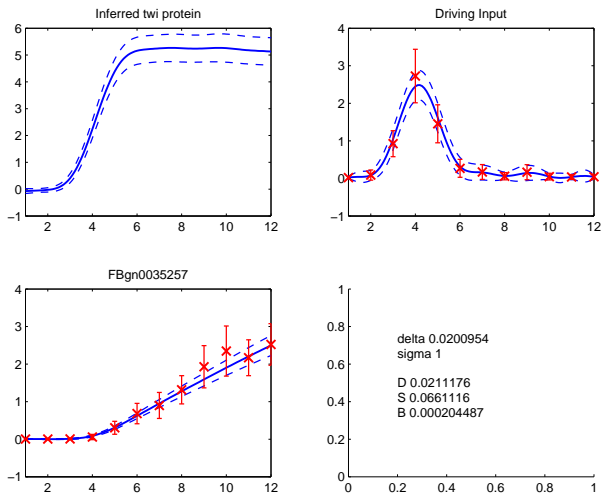 Inferred twi protein
6
5
4
3
2
1
0
−1
2 4 6 8 10 12
Driving Input
4
3
2
1
0
−1
2 4 6 8 10 12
FBgn0035257
4
3
2
1
0
−1
2 4 6 8 10 12
1
0.8
0.6
0.4
0.2
0
0 0.2 0.4 0.6 0.8 1
delta 0.0200954
sigma 1
D 0.0211176
S 0.0661116
B 0.000204487